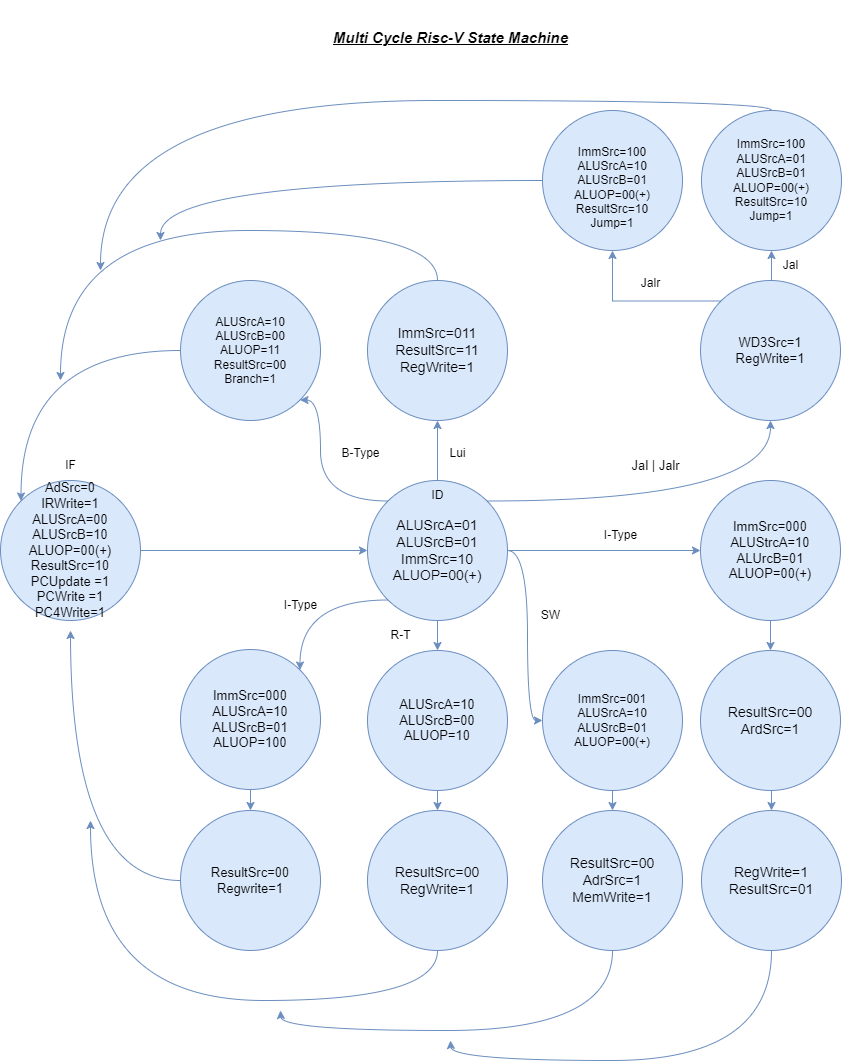 Multi Cycle Risc-V State Machine
ImmSrc=100
ALUSrcA=10
ALUSrcB=01
ALUOP=00(+)
ResultSrc=10
Jump=1
ImmSrc=100
ALUSrcA=01
ALUSrcB=01
ALUOP=00(+)
ResultSrc=10
Jump=1
Jalr
Jal
ALUSrcA=10
ALUSrcB=00
ALUOP=11
ResultSrc=00
Branch=1
ImmSrc=011
ResultSrc=11
RegWrite=1
WD3Src=1
RegWrite=1
B-Type
Lui
Jal | Jalr
IF
AdSrc=0
IRWrite=1
ALUSrcA=00
ALUSrcB=10
ALUOP=00(+)
ResultSrc=10
PCUpdate =1
PCWrite =1
PC4Write=1
ID
ALUSrcA=01
ALUSrcB=01
ImmSrc=10
ALUOP=00(+)
I-Type
ImmSrc=000
ALUStrcA=10
ALUrcB=01
ALUOP=00(+)
I-Type
R-T
SW
ImmSrc=000
ALUSrcA=10
ALUSrcB=01
ALUOP=100
ALUSrcA=10
ALUSrcB=00
ALUOP=10
ImmSrc=001
ALUSrcA=10
ALUSrcB=01
ALUOP=00(+)
ResultSrc=00
ArdSrc=1
ResultSrc=00
Regwrite=1
ResultSrc=00
RegWrite=1
ResultSrc=00
AdrSrc=1
MemWrite=1
RegWrite=1
ResultSrc=01